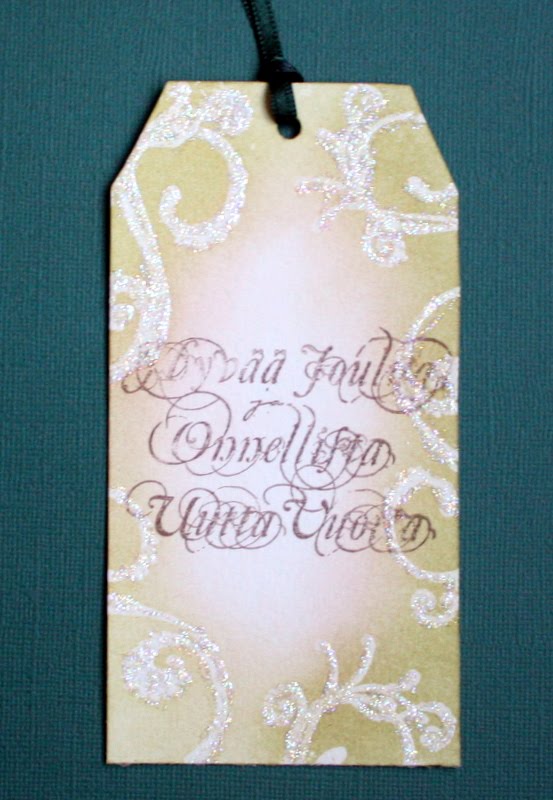 Hyvää Joulua
ja
Onnellista
Uutta Vuotta